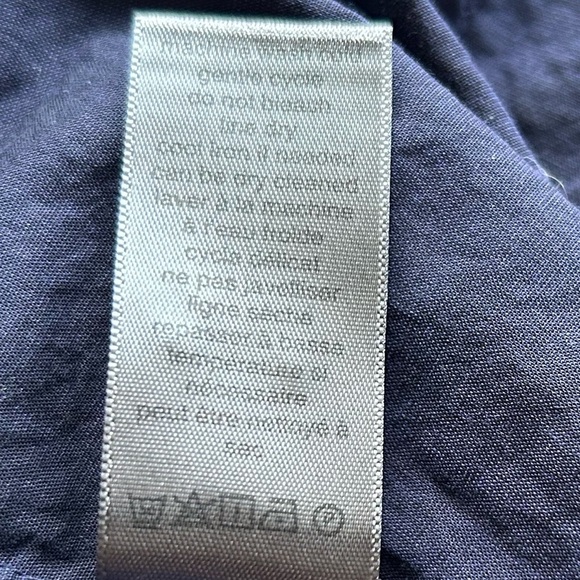 machine wash cold
gentle cycle
do not bleach
line dry
cool iron if needed
can be dry cleaned
laver à la machine
à l'eau froide
cycle délicat
ne pas javelliser
ligne sèche
repasser à basse
température si
nécessaire
peut être nettoyé à
sec
P